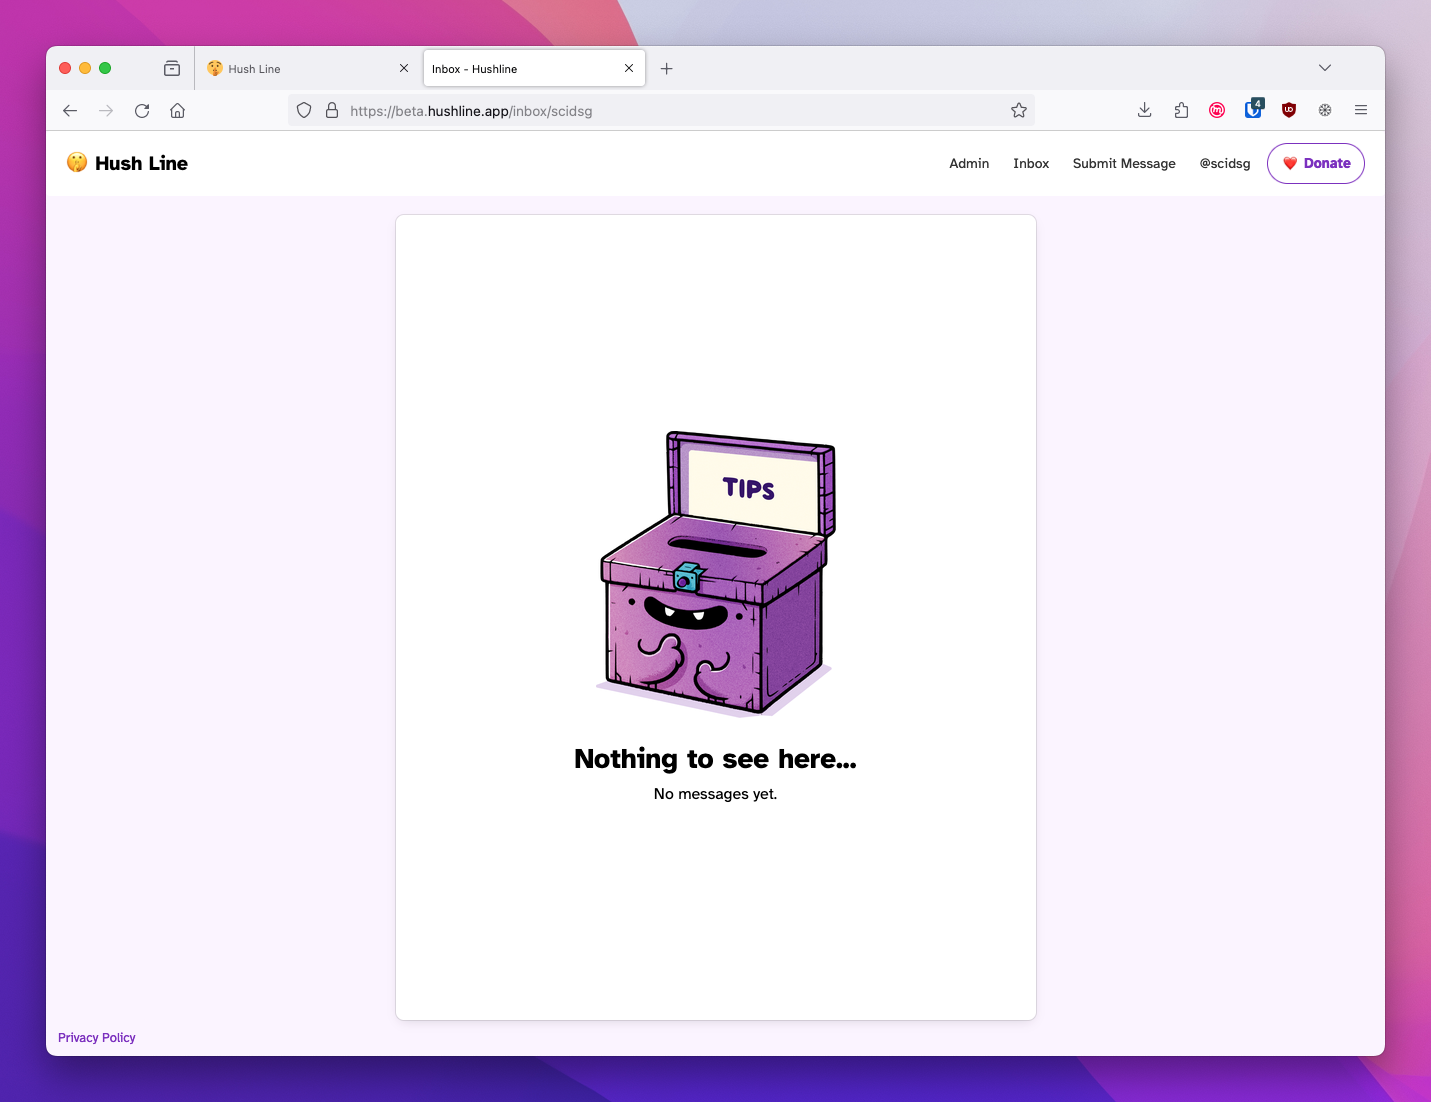 Hush Line
Inbox - Hushline
https://beta.hushline.app/inbox/scidsg
4
Hush Line
Admin
Inbox
Submit Message
@scidsg
Donate
TIPS
Nothing to see here...
No messages yet.
Privacy Policy